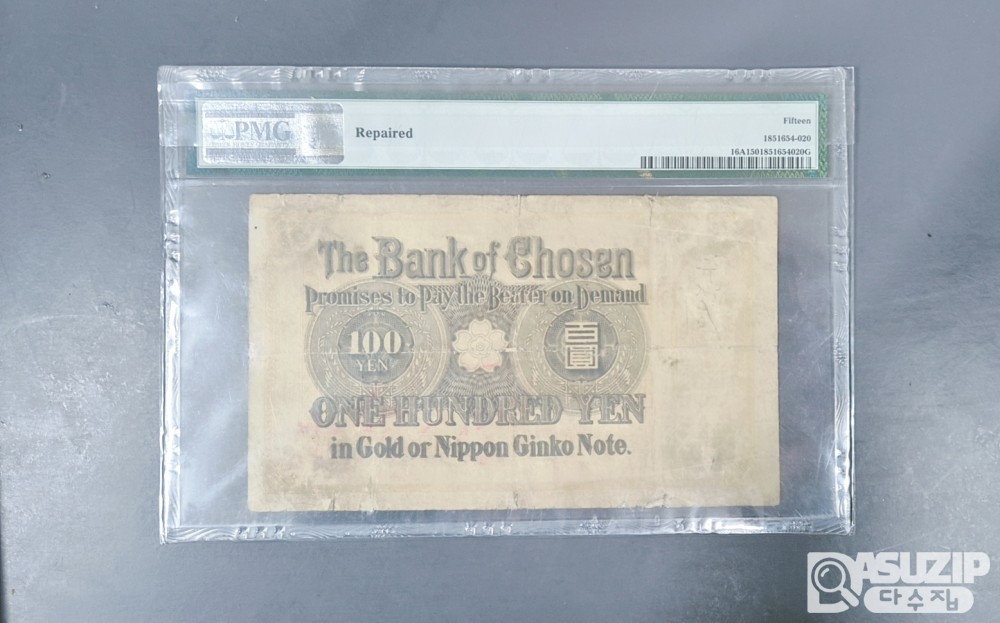 PMG
Repaired
Fifteen
1851654-020
16A1501851654020G
The Bank of Chosen
Promises to Pay the Bearer on Demand
100
YEN
百
圓
ONE HUNDRED YEN
in Gold or Nippon Ginko Note.
DASUZIP
다수집